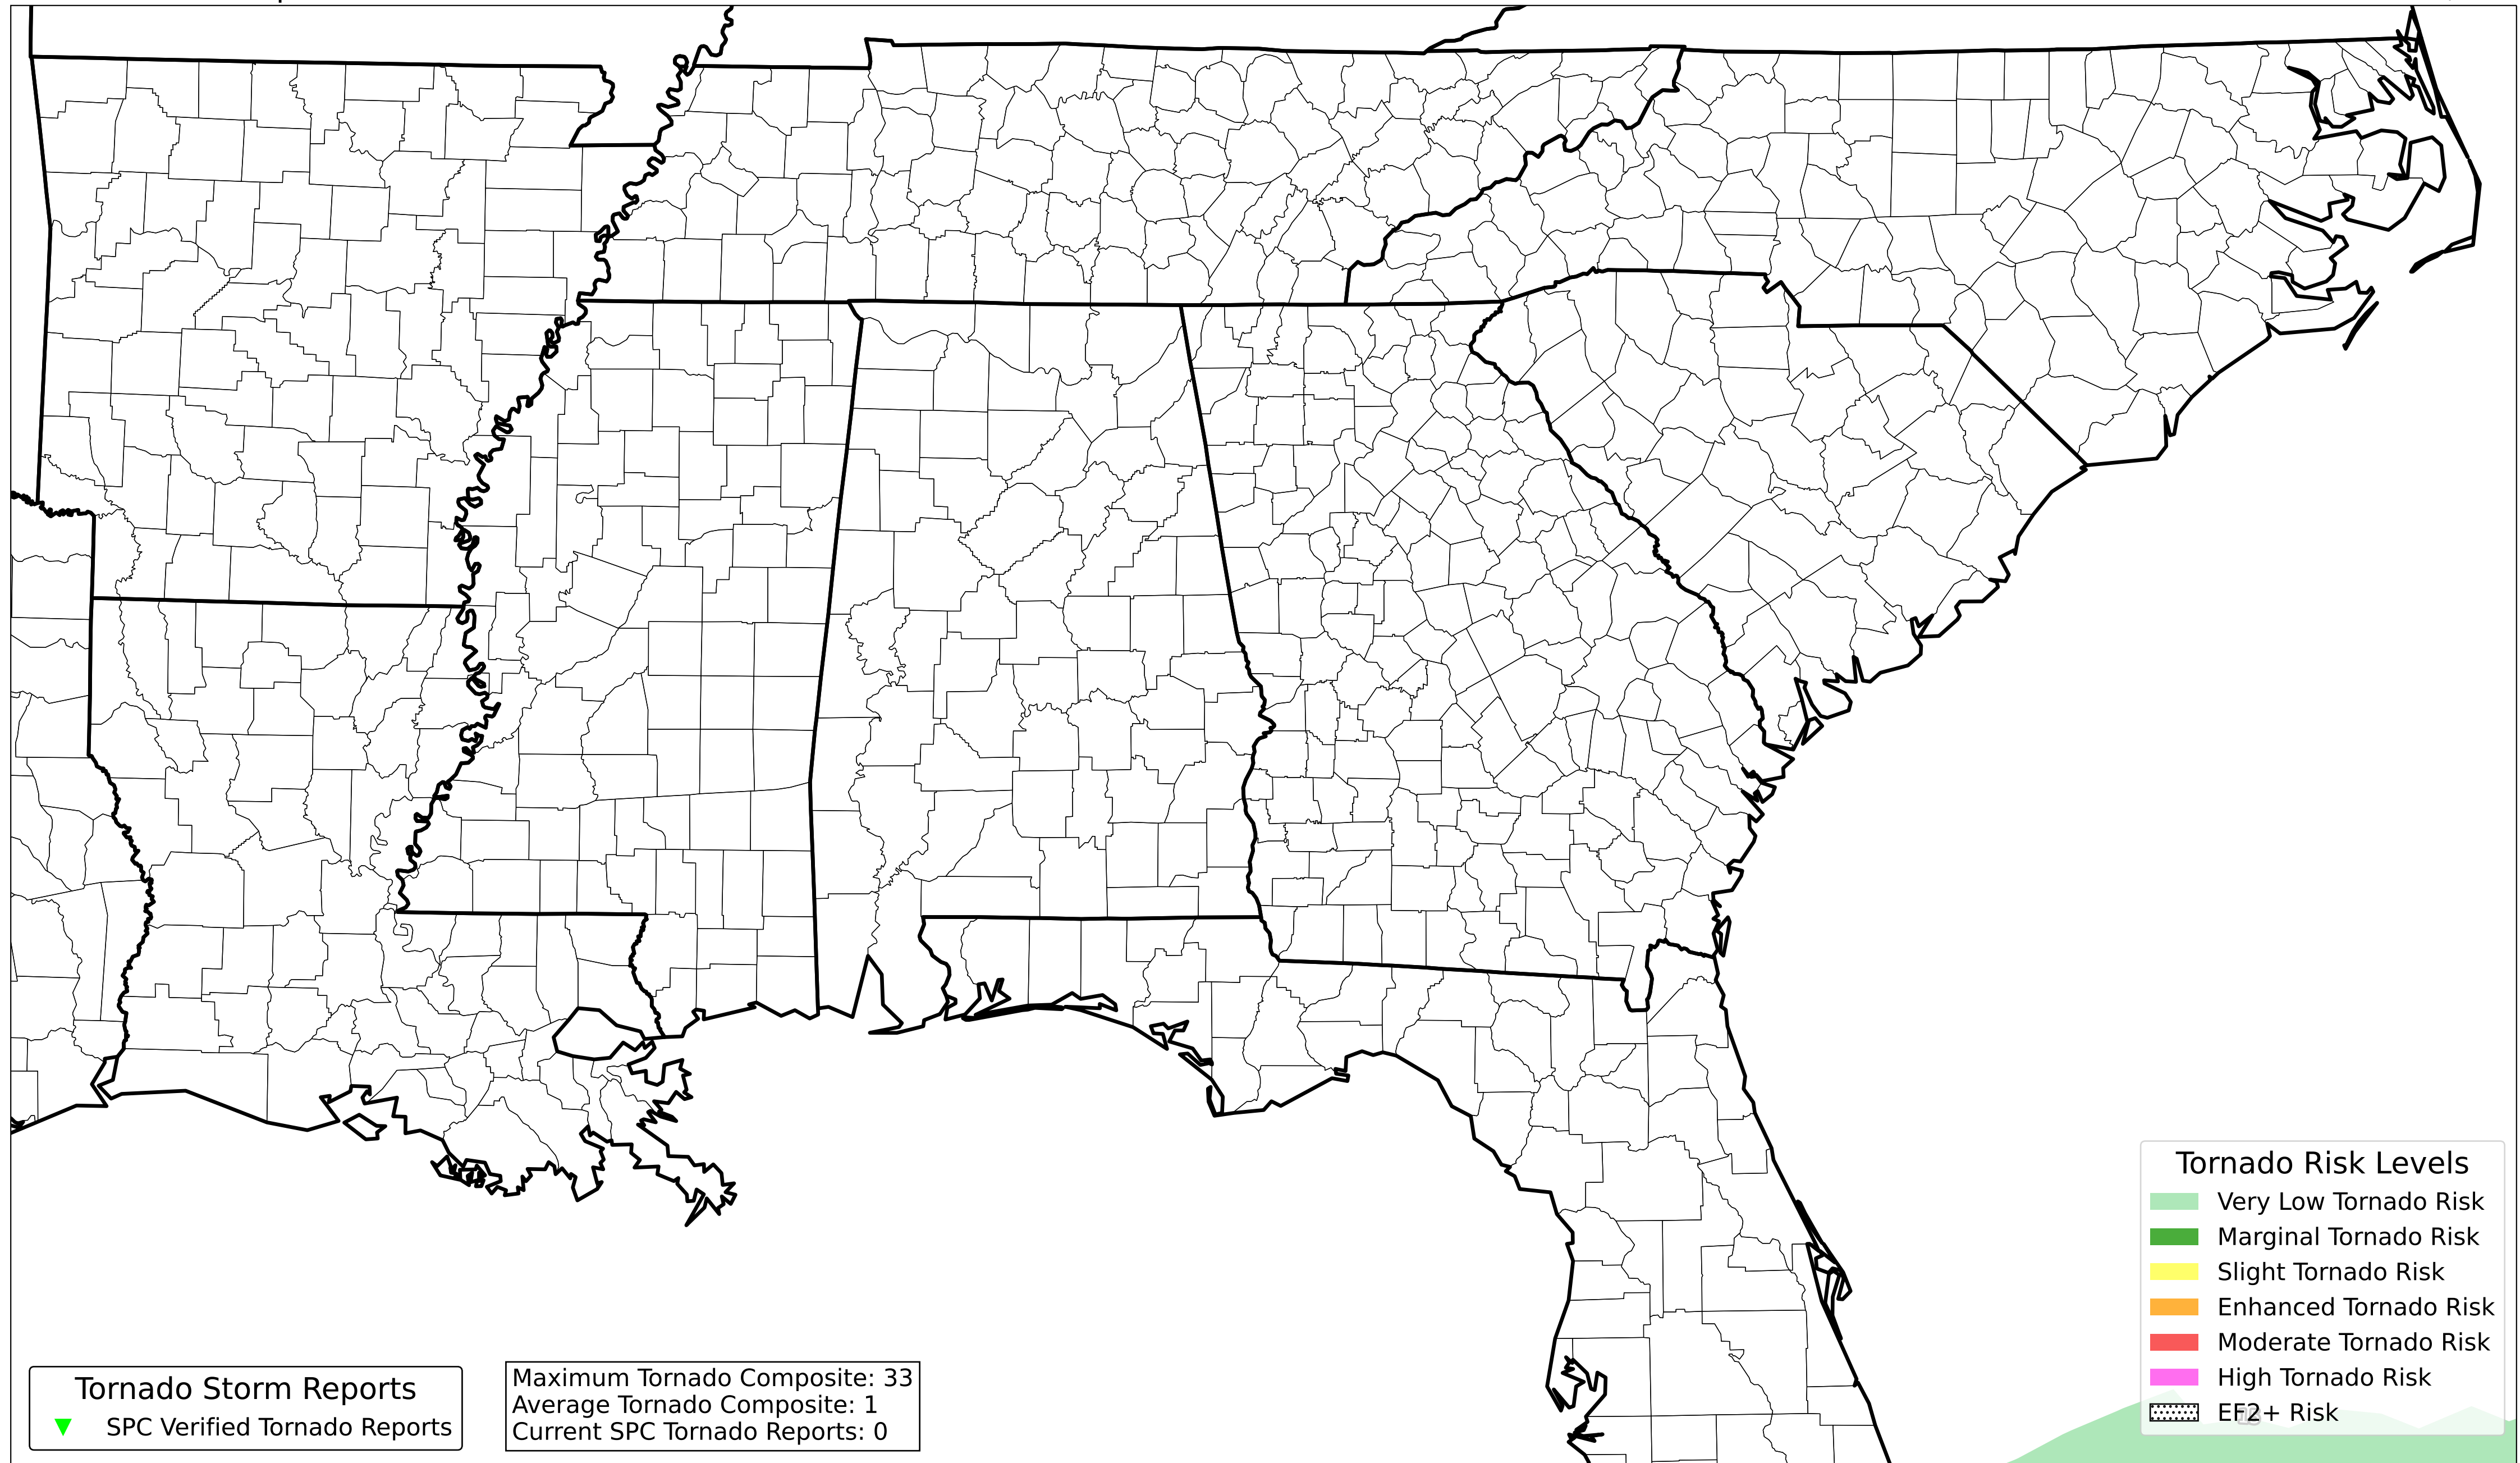 Tornado Risk Levels
Very Low Tornado Risk
Marginal Tornado Risk
Slight Tornado Risk
Enhanced Tornado Risk
Moderate Tornado Risk
High Tornado Risk
EF2+ Risk
Tornado Storm Reports
SPC Verified Tornado Reports
Maximum Tornado Composite: 33
Average Tornado Composite: 1
Current SPC Tornado Reports: 0